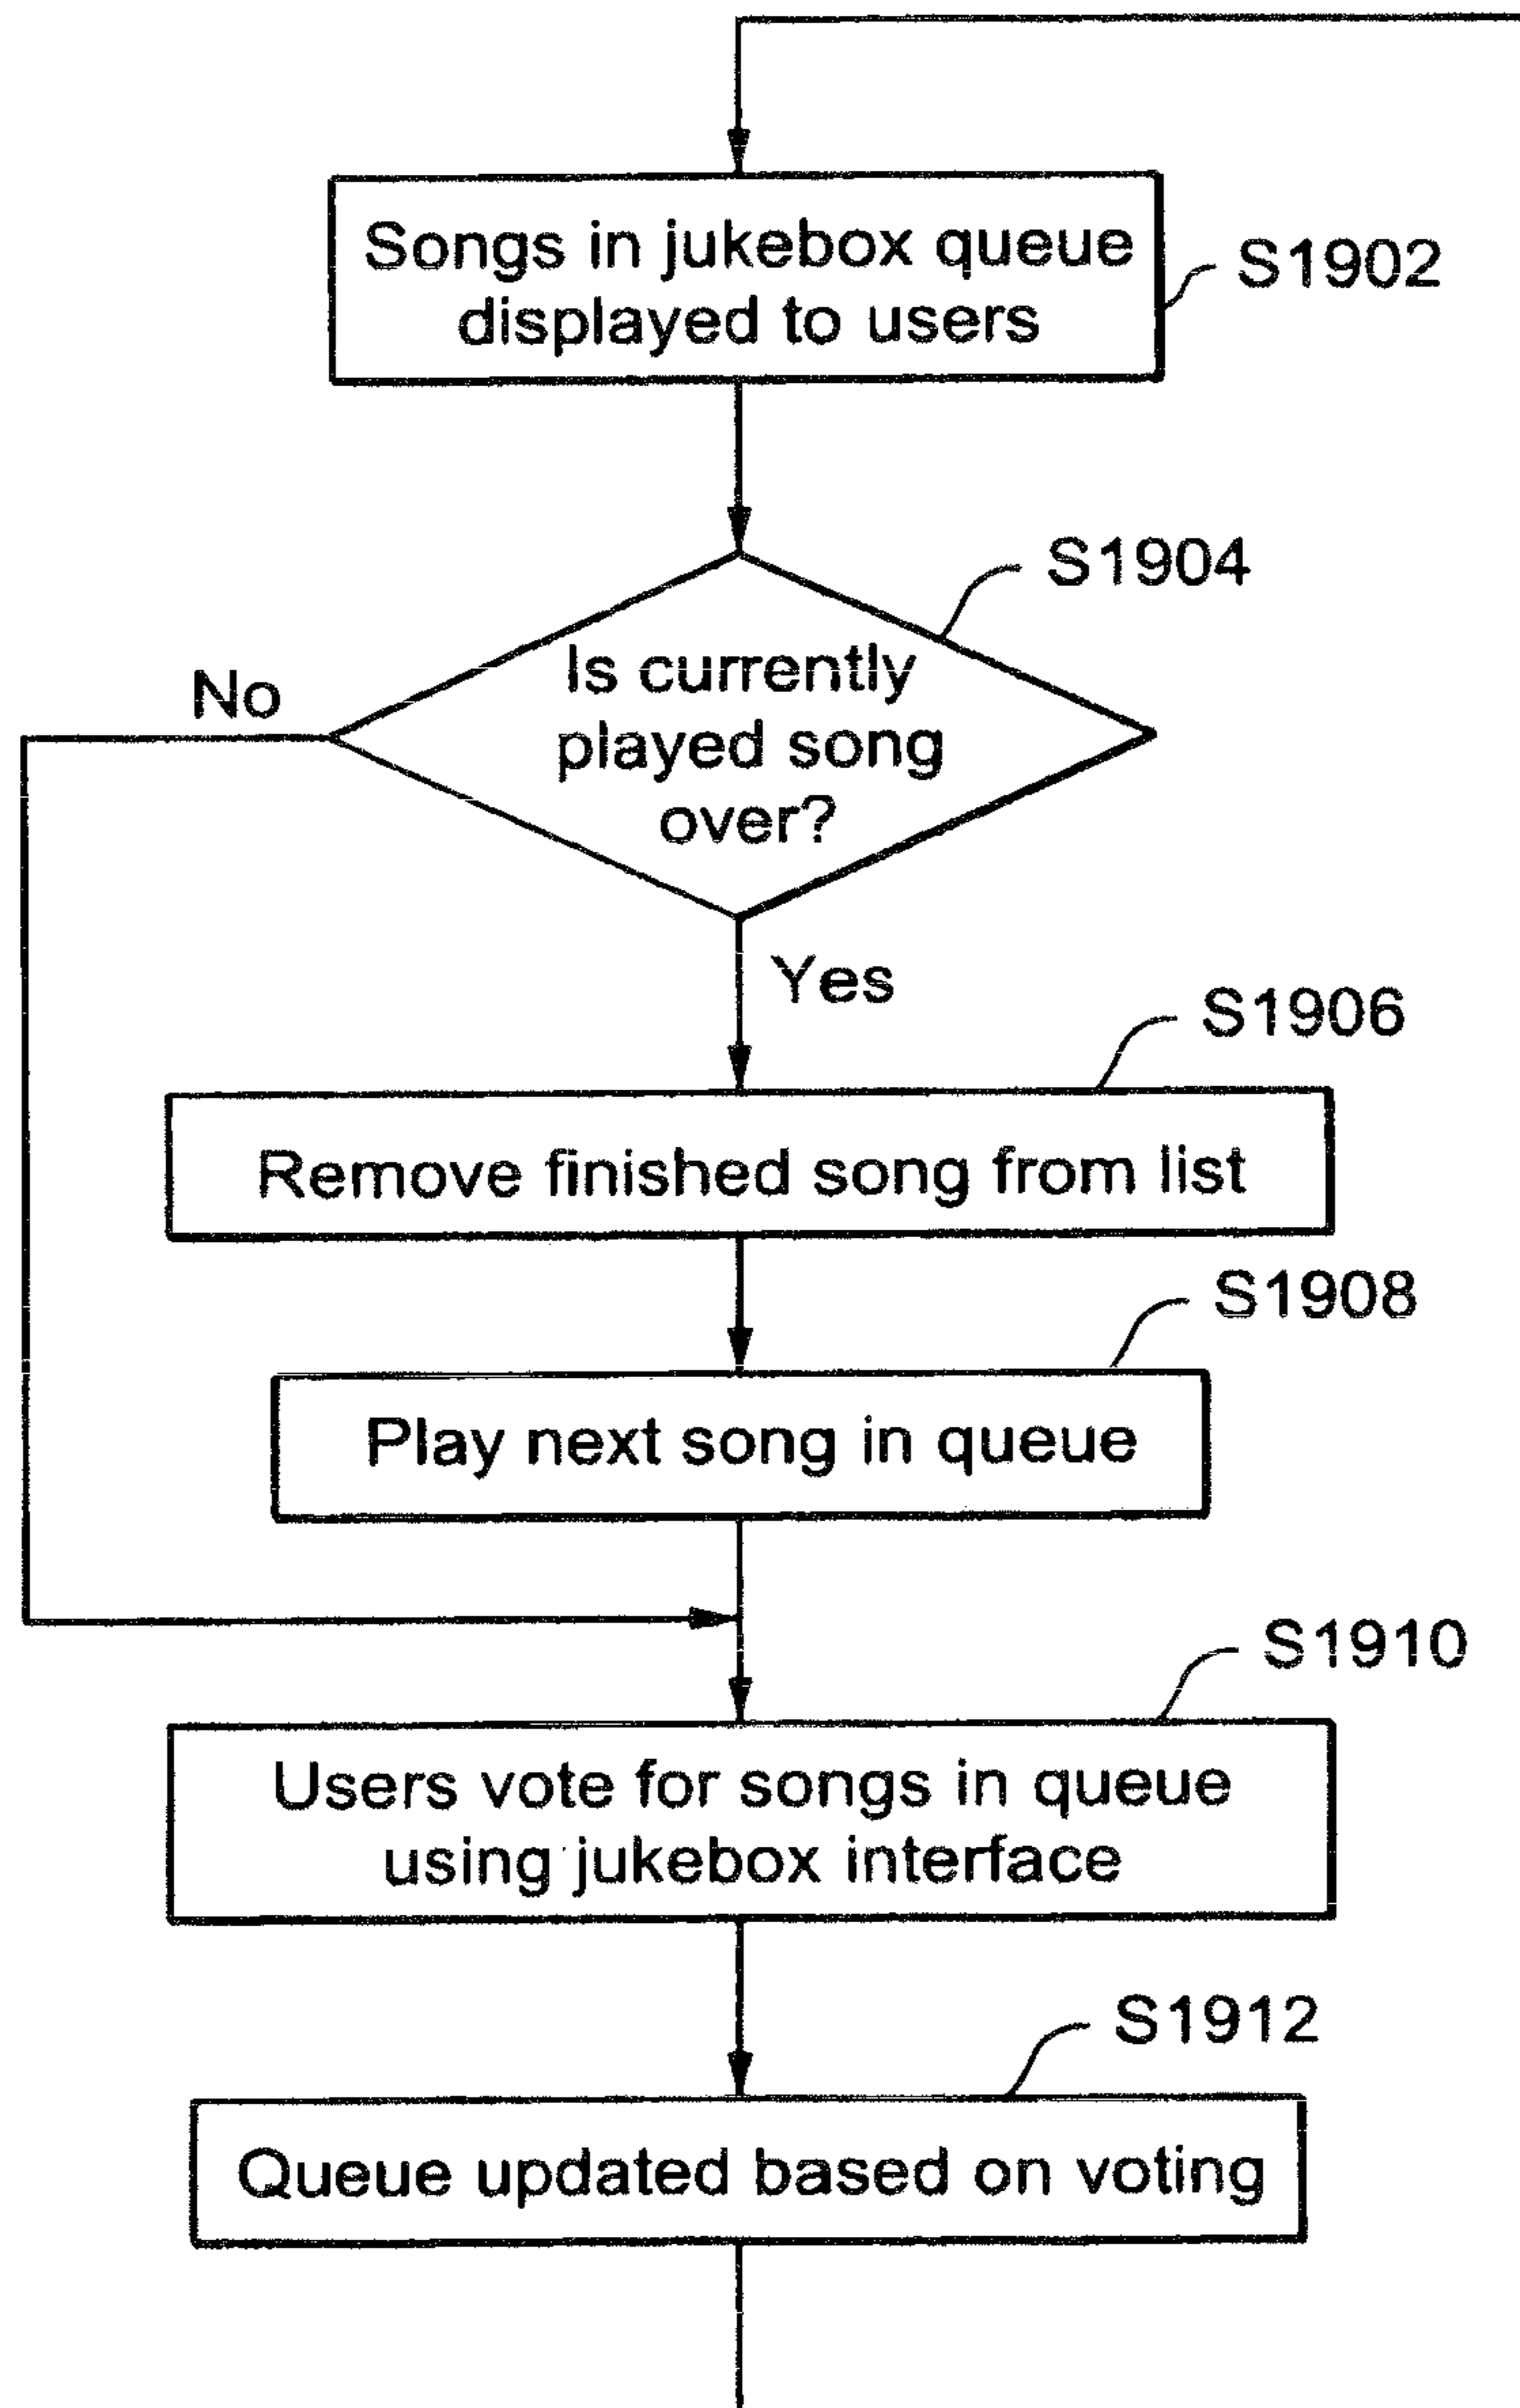 Songs in jukebox queue
displayed to users
S1902
S1904
Is currently
played song
over?
No
Yes
S1906
Remove finished song from list
S1908
Play next song in queue
S1910
Users vote for songs in queue
using jukebox interface
S1912
Queue updated based on voting